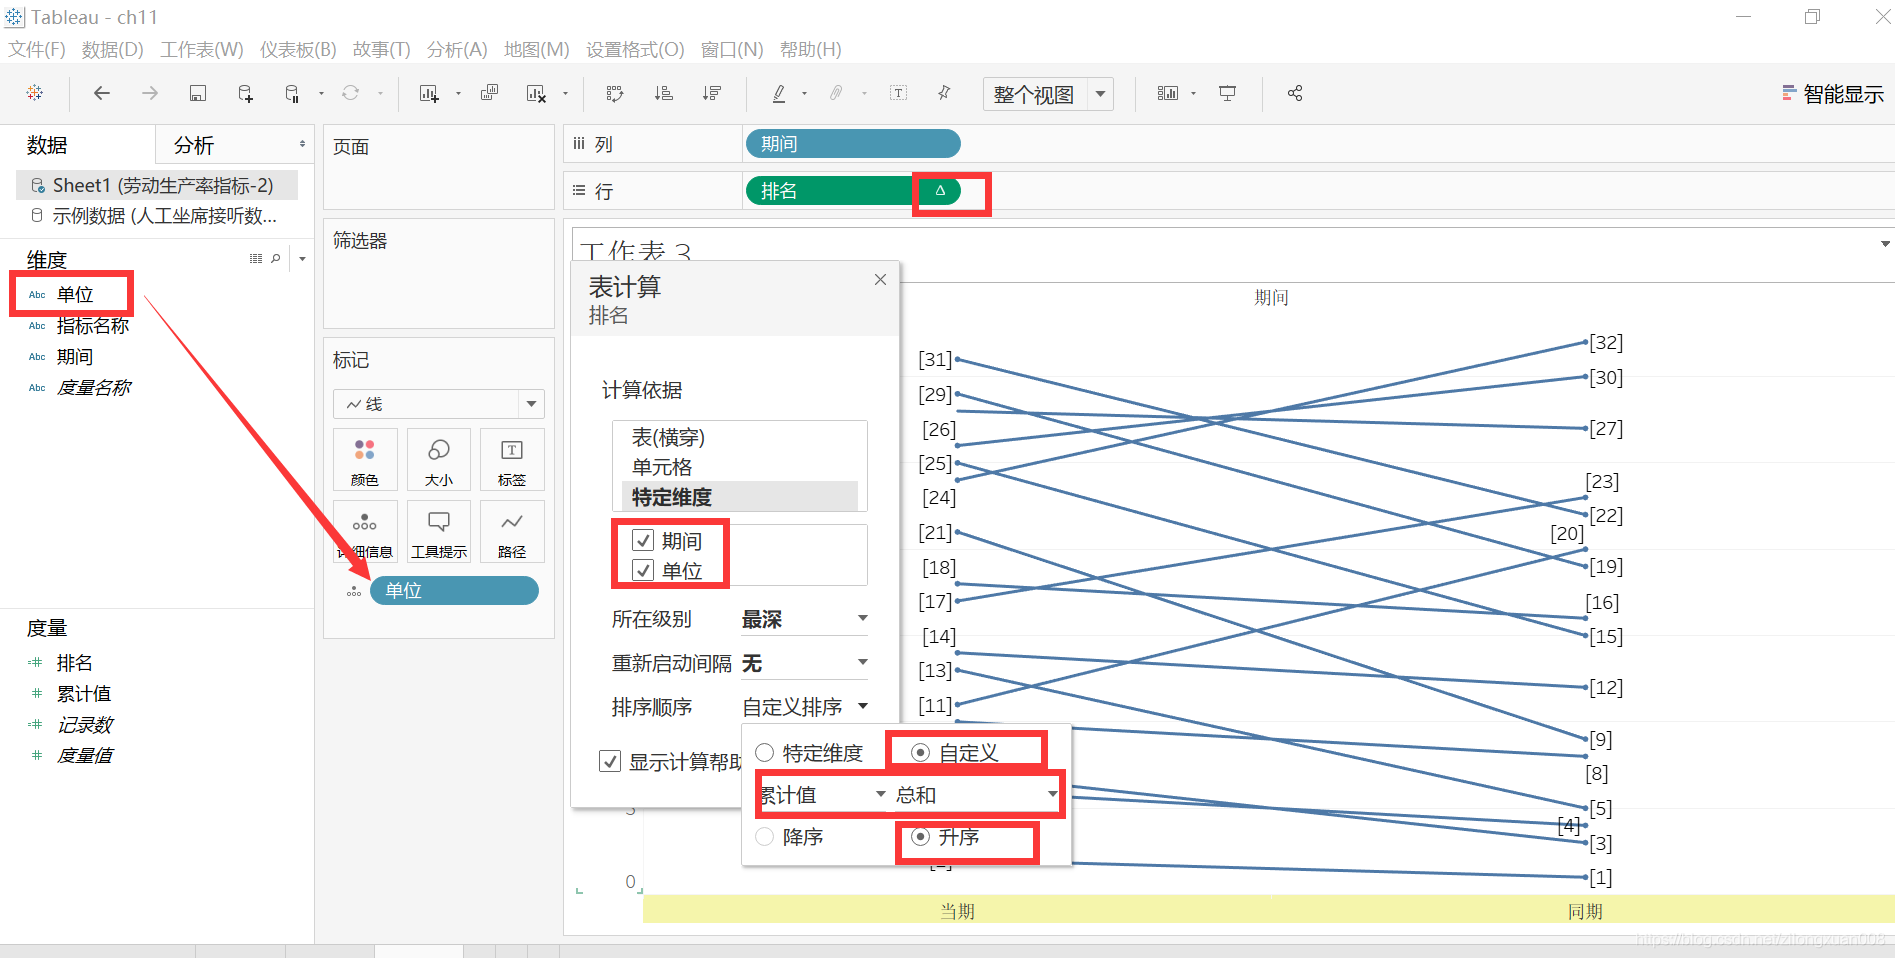 Tableau - ch11
文件(F) 数据(D) 工作表(W) 仪表板(B) 故事(T) 分析(A) 地图(M) 设置格式(O) 窗口(N) 帮助(H)
整个视图
智能显示
数据
分析
Sheet1 (劳动生产率指标-2)
示例数据 (人工坐席接听数...
维度
Abc 单位
Abc 指标名称
Abc 期间
Abc 度量名称
度量
排名
累计值
记录数
度量值
页面
筛选器
标记
线
颜色
大小
标签
详细信息
工具提示
路径
单位
列
期间
行
排名
工作表 3
表计算
排名
计算依据
表(横穿)
单元格
特定维度
期间
单位
所在级别 最深
重新启动间隔 无
排序顺序 自定义排序
显示计算帮助
特定维度
自定义
累计值
总和
降序
升序
期间
[31]
[29]
[26]
[25]
[24]
[21]
[18]
[17]
[14]
[13]
[11]
[32]
[30]
[27]
[23]
[22]
[20]
[19]
[16]
[15]
[12]
[9]
[8]
[5]
[4]
[3]
[1]
0
当期
同期
https://blog.csdn.net/zilongxuan008